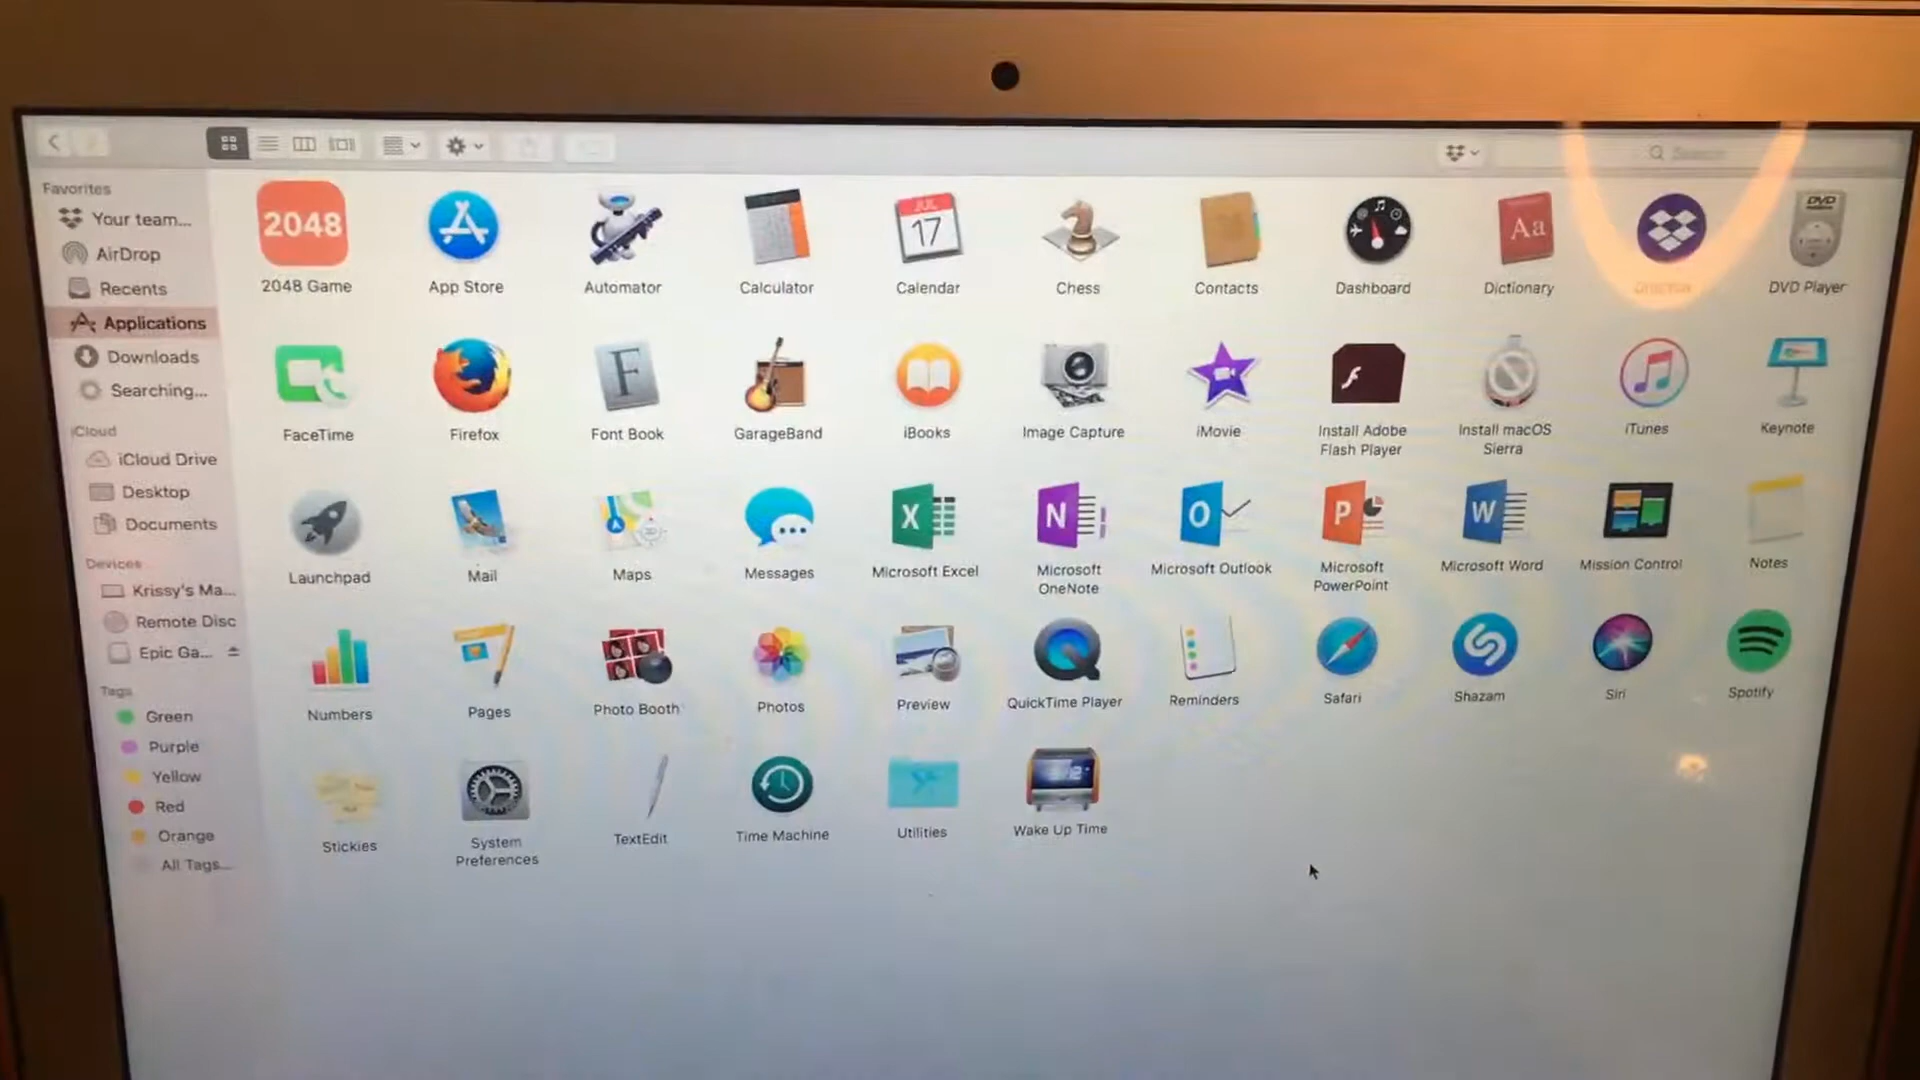 Search
Favorites
Your team...
AirDrop
Recents
Applications
Downloads
Searching...
iCloud
iCloud Drive
Desktop
Documents
Devices
Krissy's Ma...
Remote Disc
Epic Ga...
Tags
Green
Purple
Yellow
Red
Orange
All Tags...
2048
JUL
17
Aa
DVD
2048 Game
App Store
Automator
Calculator
Calendar
Chess
Contacts
Dashboard
Dictionary
Dropbox
DVD Player
F
FaceTime
Firefox
Font Book
GarageBand
iBooks
Image Capture
iMovie
Install Adobe
Flash Player
Install macOS
Sierra
iTunes
Keynote
X
N
O
P
W
Launchpad
Mail
Maps
Messages
Microsoft Excel
Microsoft
OneNote
Microsoft Outlook
Microsoft
PowerPoint
Microsoft Word
Mission Control
Notes
Numbers
Pages
Photo Booth
Photos
Preview
QuickTime Player
Reminders
Safari
Shazam
Siri
Spotify
Stickies
System
Preferences
TextEdit
Time Machine
Utilities
Wake Up Time